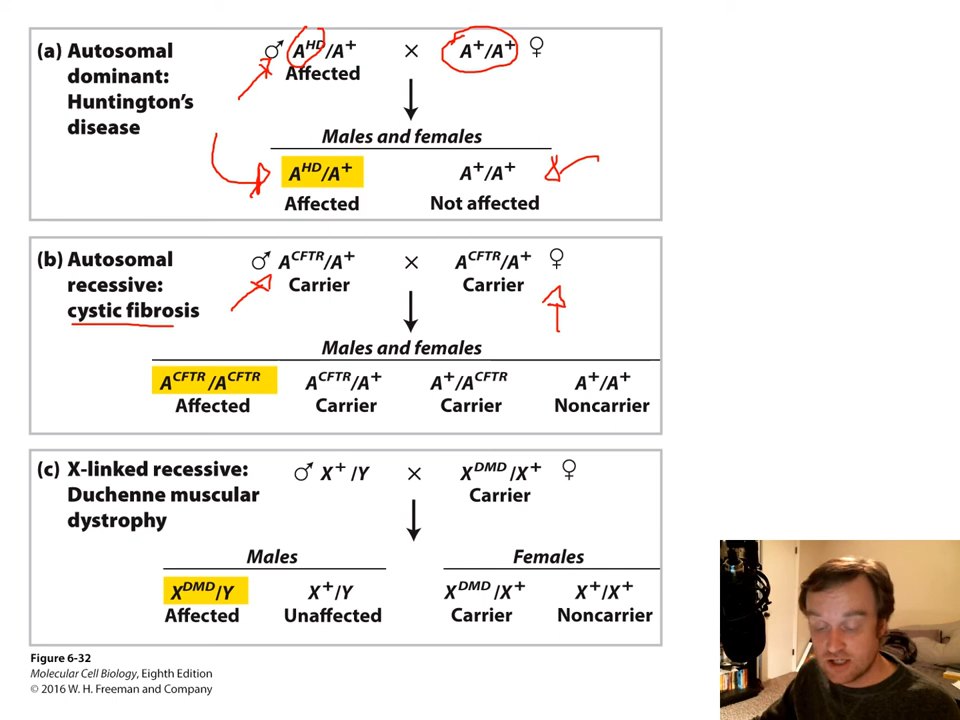 (a) Autosomal dominant: Huntington's disease
♂ A^HD/A^+ × A^+/A^+ ♀
Affected
Males and females
A^HD/A^+ A^+/A^+
Affected Not affected
(b) Autosomal recessive: cystic fibrosis
♂ A^CFTR/A^+ × A^CFTR/A^+ ♀
Carrier Carrier
Males and females
A^CFTR/A^CFTR A^CFTR/A^+ A^+/A^CFTR A^+/A^+
Affected Carrier Carrier Noncarrier
(c) X-linked recessive: Duchenne muscular dystrophy
♂ X^+/Y × X^DMD/X^+ ♀
Carrier
Males Females
X^DMD/Y X^+/Y X^DMD/X^+ X^+/X^+
Affected Unaffected Carrier Noncarrier
Figure 6-32
Molecular Cell Biology, Eighth Edition
© 2016 W. H. Freeman and Company